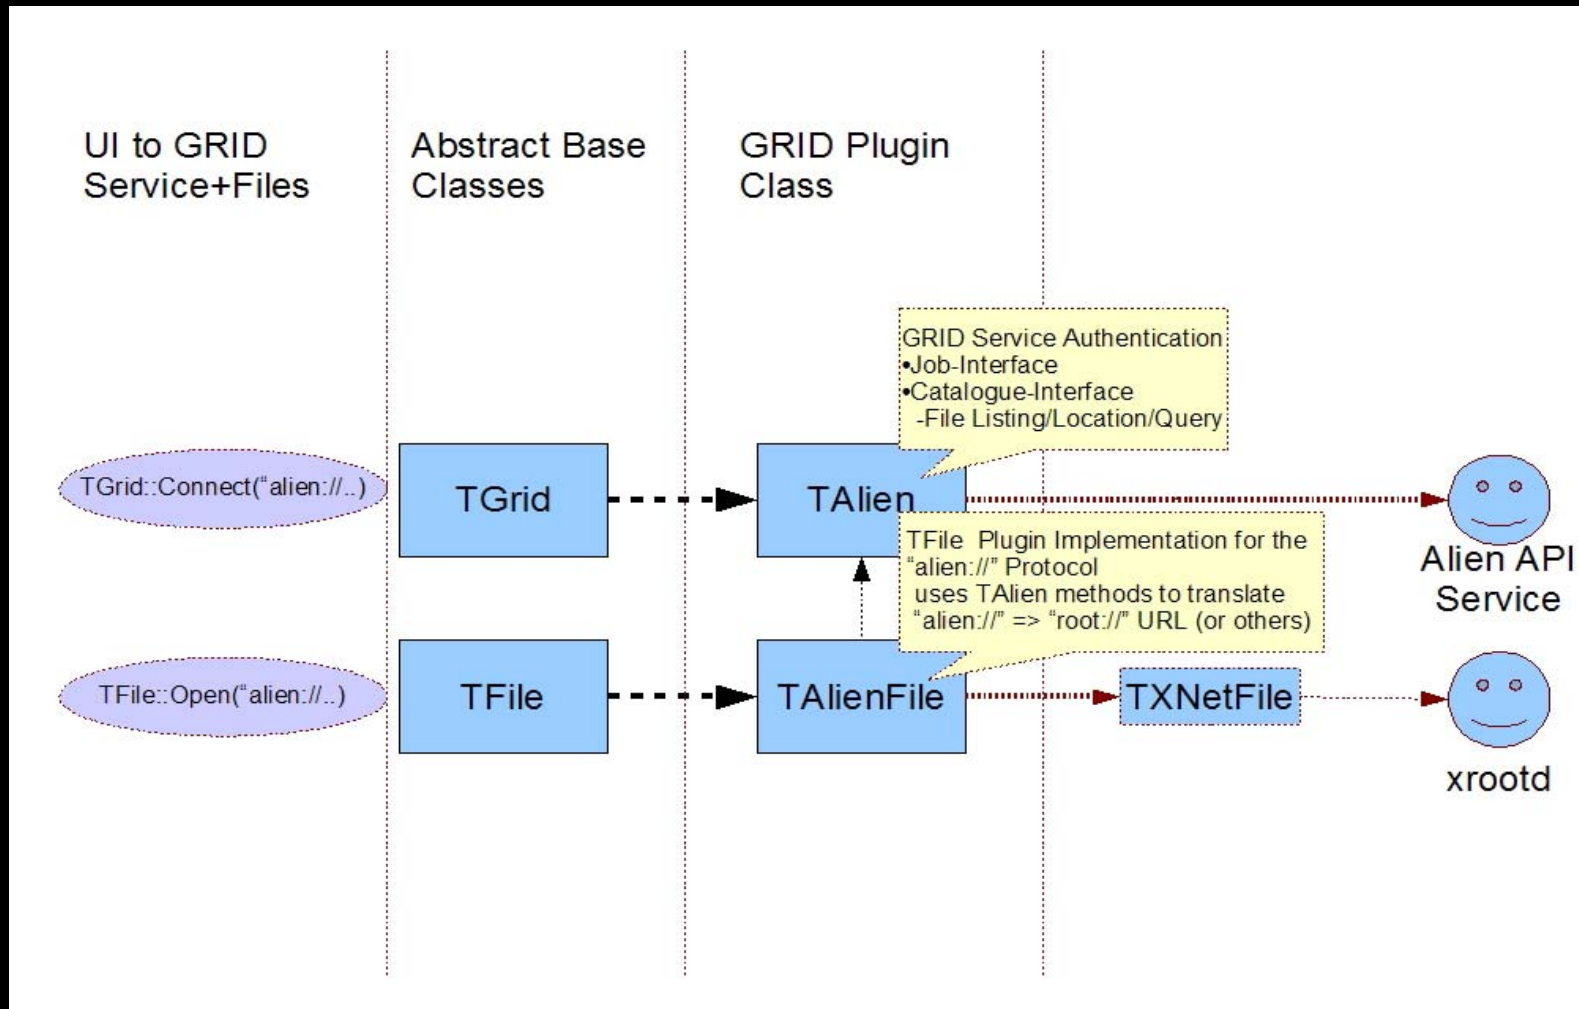 UI to GRID
Service+Files
Abstract Base
Classes
GRID Plugin
Class
GRID Service Authentication
•Job-Interface
•Catalogue-Interface
-File Listing/Location/Query
TGrid::Connect(“alien://..)
TGrid
TAlien
Alien API
Service
TFile Plugin Implementation for the
“alien://” Protocol
uses TAlien methods to translate
“alien://” => “root://” URL (or others)
TFile::Open(“alien://..)
TFile
TAlienFile
TXNetFile
xrootd